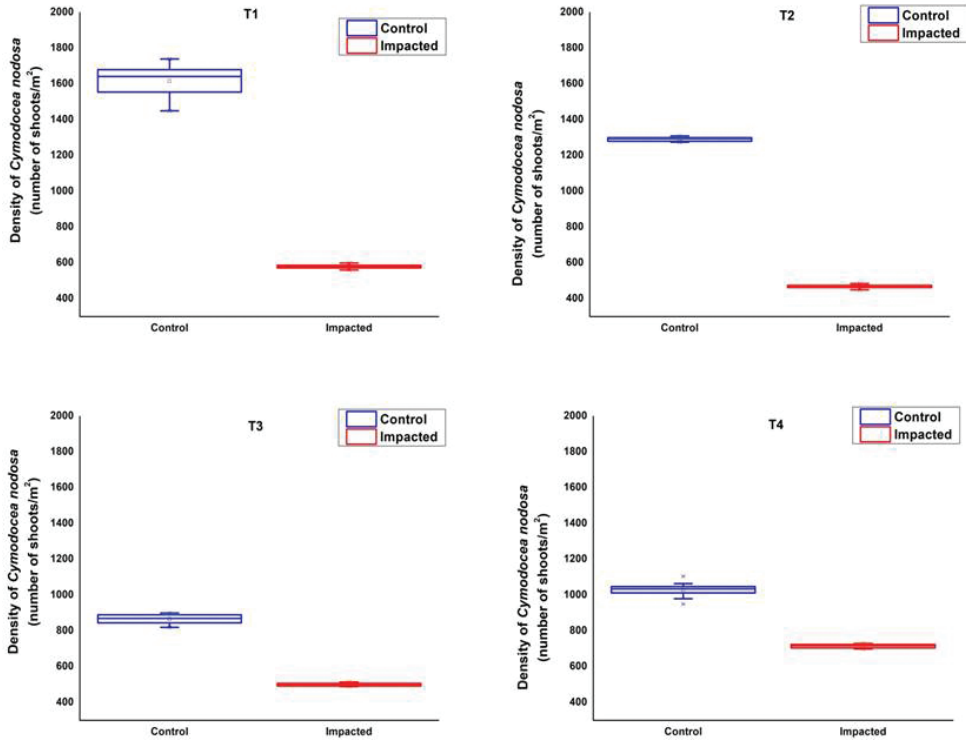 T1
Control
Impacted
2000
1800
1600
1400
1200
1000
800
600
400
Density of Cymodocea nodosa
(number of shoots/m²)
Control
Impacted
T2
Control
Impacted
2000
1800
1600
1400
1200
1000
800
600
400
Density of Cymodocea nodosa
(number of shoots/m²)
Control
Impacted
T3
Control
Impacted
2000
1800
1600
1400
1200
1000
800
600
400
Density of Cymodocea nodosa
(number of shoots/m²)
Control
Impacted
T4
Control
Impacted
2000
1800
1600
1400
1200
1000
800
600
400
Density of Cymodocea nodosa
(number of shoots/m²)
Control
Impacted